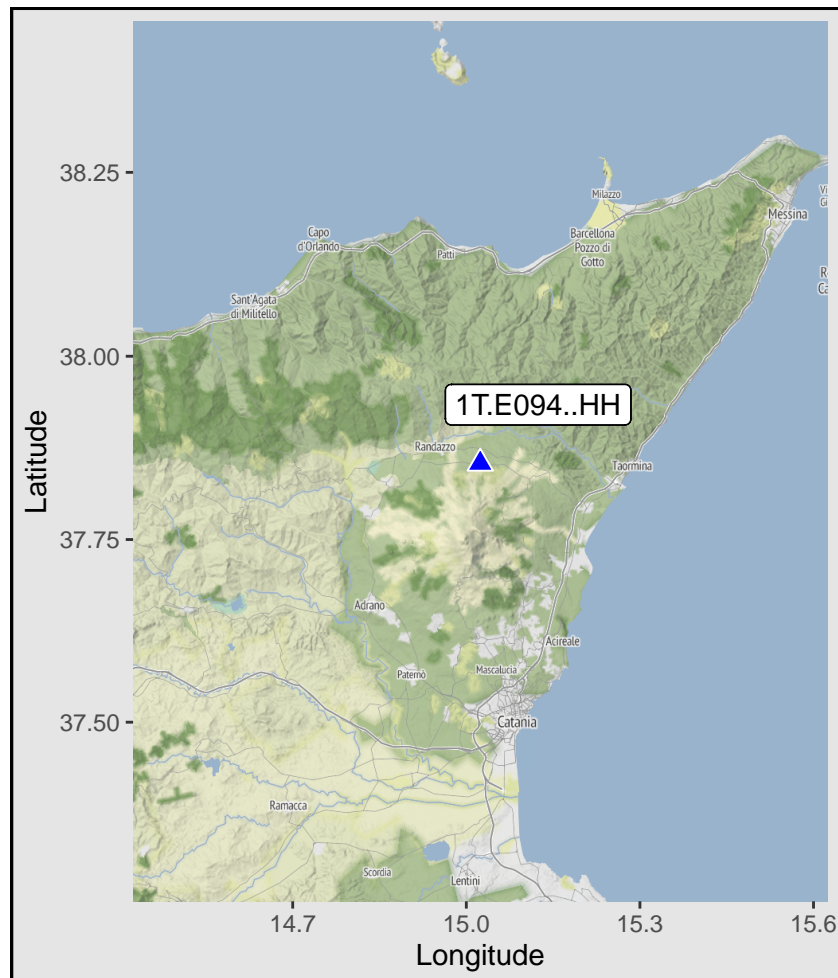 38.25
38.00
37.75
37.50
Latitude
14.7
15.0
15.3
15.6
Longitude
1T.E094..HH
Milazzo
Messina
Capo
d'Orlando
Patti
Barcellona
Pozzo di
Gotto
Sant'Agata
di Militello
Randazzo
Taormina
Adrano
Acireale
Paternò
Mascalucia
Catania
Ramacca
Scordia
Lentini